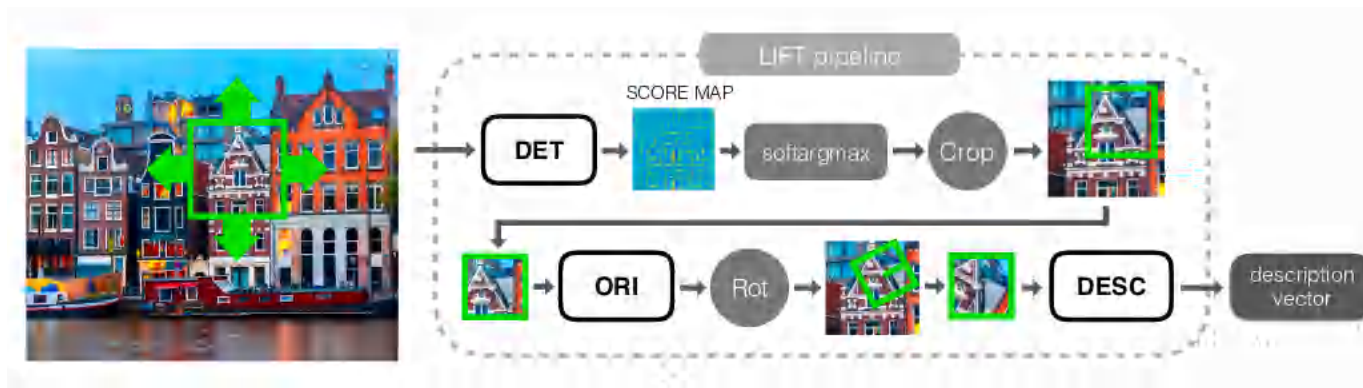 LIFT pipeline
SCORE MAP
DET
softargmax
Crop
ORI
Rot
DESC
description
vector